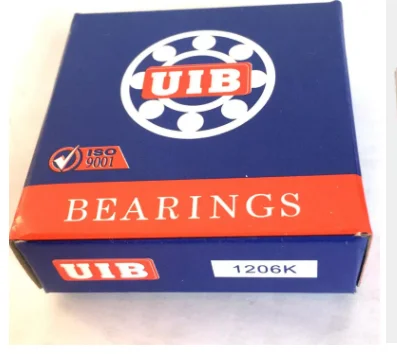 UIB
ISO
9001
BEARINGS
UIB
1206K